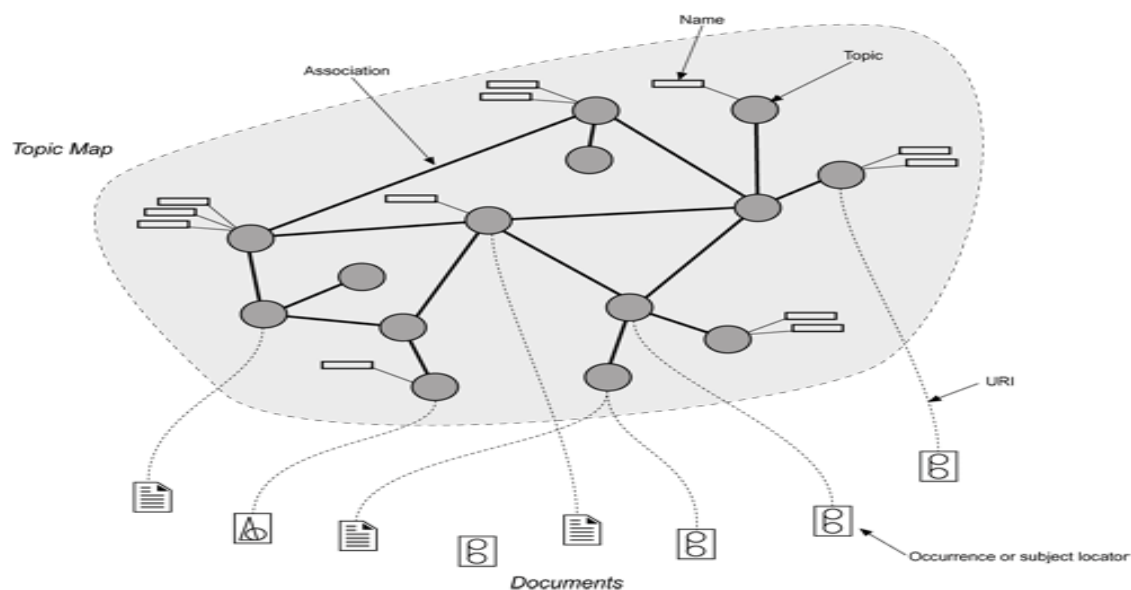 Name
Topic
Association
Topic Map
URI
Occurrence or subject locator
Documents